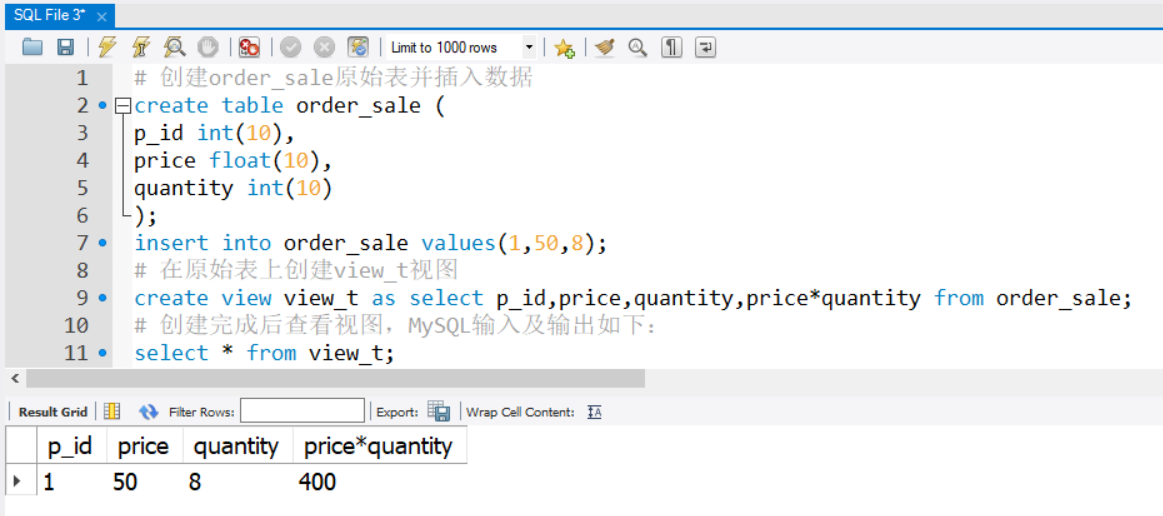 SQL File 3*
Limit to 1000 rows
1 # 创建order_sale原始表并插入数据
2 create table order_sale (
3 p_id int(10),
4 price float(10),
5 quantity int(10)
6 );
7 insert into order_sale values(1,50,8);
8 # 在原始表上创建view_t视图
9 create view view_t as select p_id,price,quantity,price*quantity from order_sale;
10 # 创建完成后查看视图，MySQL输入及输出如下：
11 select * from view_t;
Result Grid Filter Rows: Export: Wrap Cell Content:
p_id price quantity price*quantity
1 50 8 400